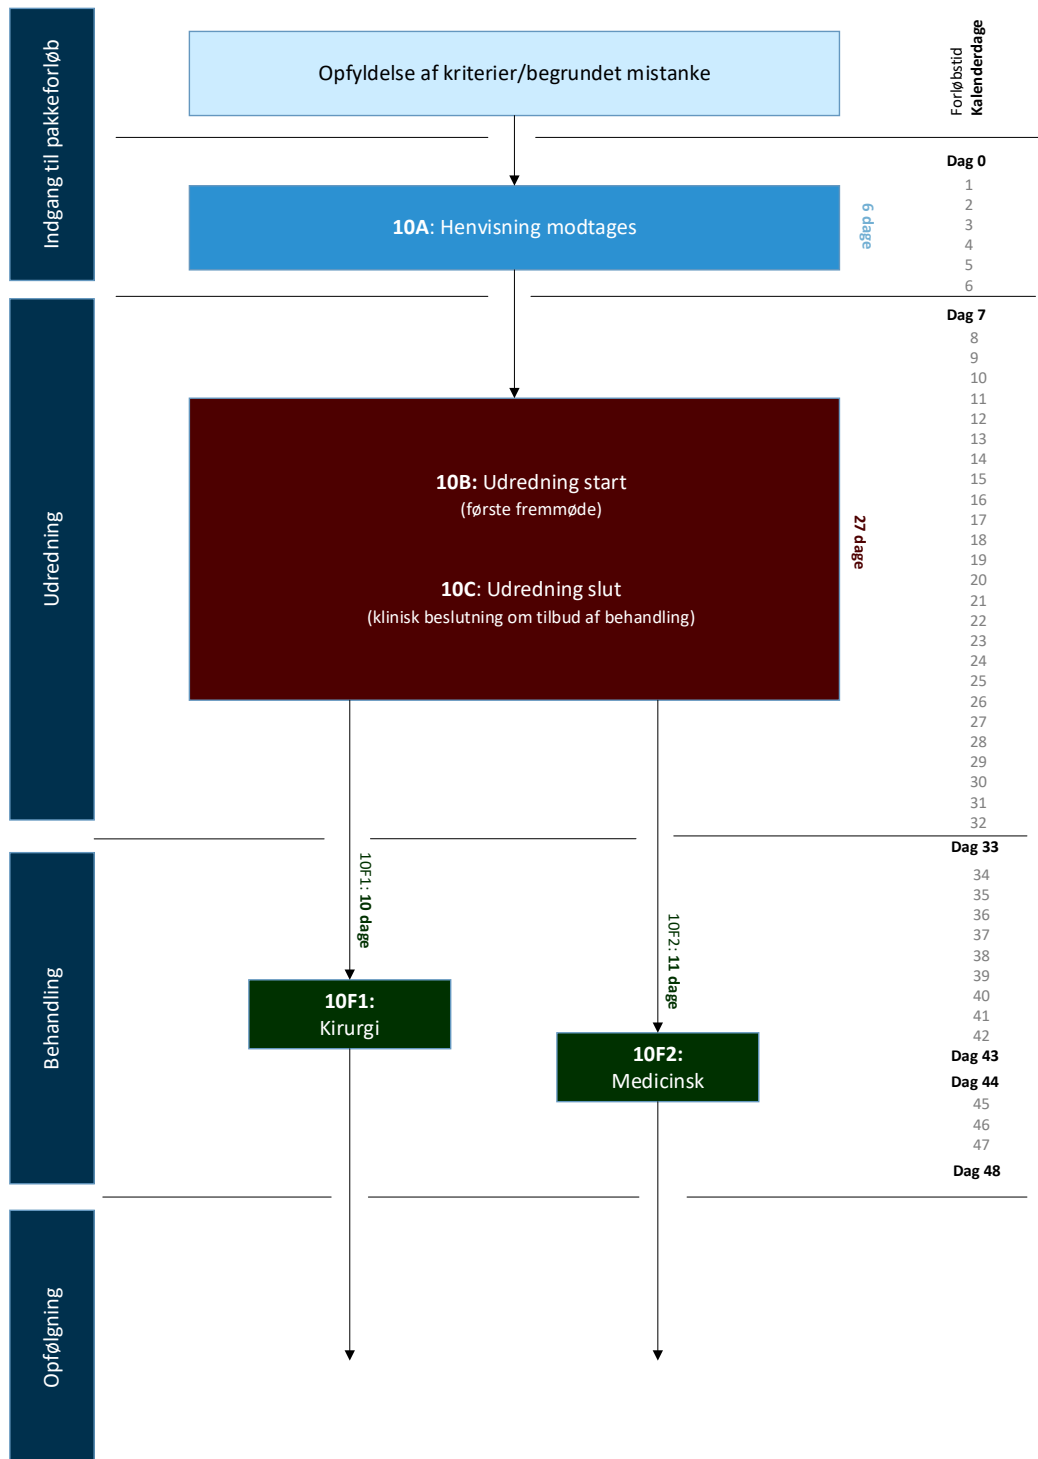 Indgang til pakkeforløb
Opfyldelse af kriterier/begrundet mistanke
Forløbstid
Kalenderdage
10A: Henvisning modtages
6 dage
Dag 0
1
2
3
4
5
6
Udredning
10B: Udredning start
(første fremmøde)
10C: Udredning slut
(klinisk beslutning om tilbud af behandling)
27 dage
Dag 7
8
9
10
11
12
13
14
15
16
17
18
19
20
21
22
23
24
25
26
27
28
29
30
31
32
Behandling
10F1: 10 dage
10F2: 11 dage
10F1:
Kirurgi
10F2:
Medicinsk
Dag 33
34
35
36
37
38
39
40
41
42
Dag 43
Dag 44
45
46
47
Dag 48
Opfølgning